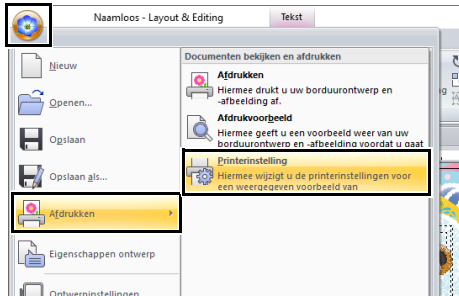 Naamloos - Layout & Editing
Tekst
Nieuw
Openen...
Opslaan
Opslaan als...
Afdrukken
Eigenschappen ontwerp
Ontwerpinstellingen
Documenten bekijken en afdrukken
Afdrukken
Hiermee drukt u uw borduurontwerp en
-afbeelding af.
Afdrukvoorbeeld
Hiermee geeft u een voorbeeld weer van uw
borduurontwerp en -afbeelding voordat u gaat
Printerinstelling
Hiermee wijzigt u de printerinstellingen voor
een weergegeven voorbeeld van